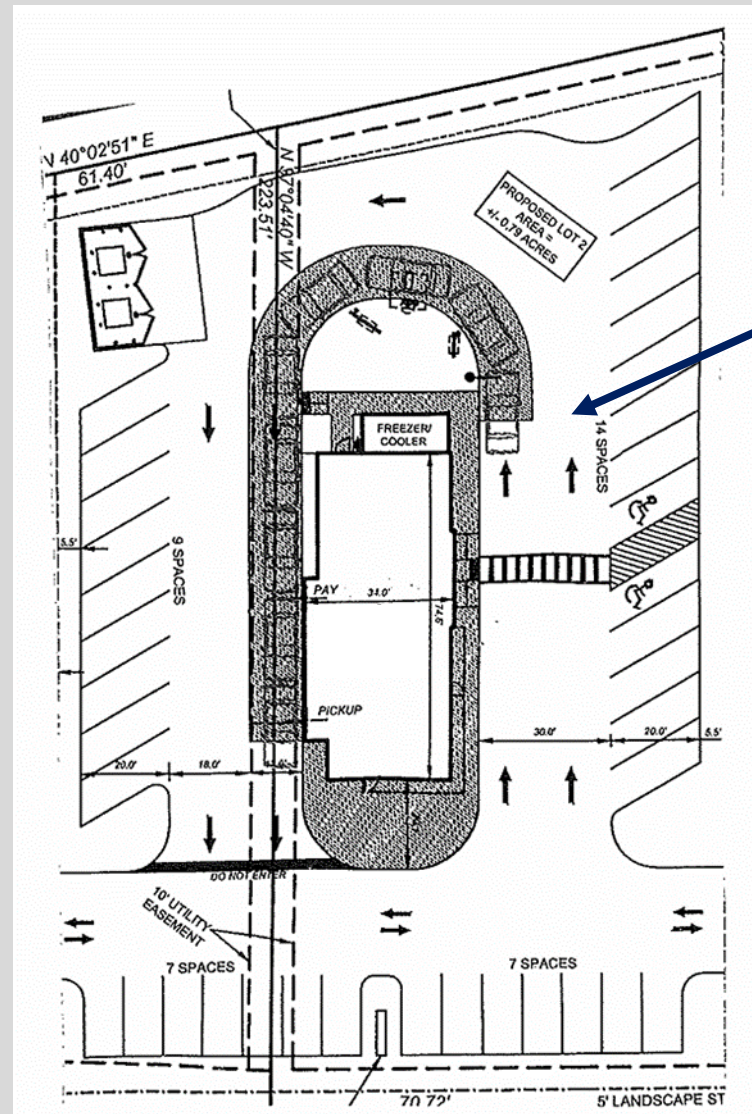 N 40°02'51" E
61.40'
N 87°04'40" W
223.51'
PROPOSED LOT 2
AREA =
+/-0.79 ACRES
FREEZER/
COOLER
14 SPACES
5.5'
9 SPACES
PAY
34.0'
74.5'
PICKUP
20.0'
18.0'
30.0'
20.0'
5.5'
DO NOT ENTER
10' UTILITY
EASEMENT
7 SPACES
7 SPACES
70.72'
5' LANDSCAPE ST